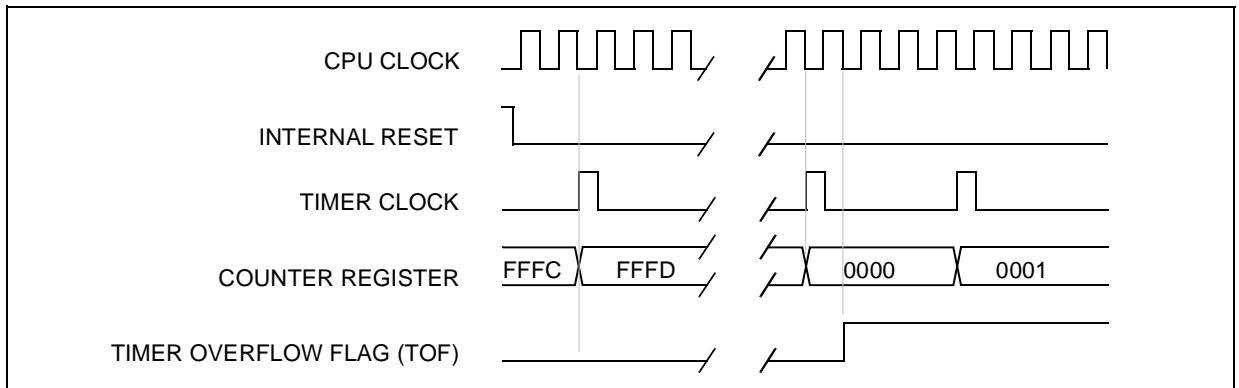 CPU CLOCK
INTERNAL RESET
TIMER CLOCK
COUNTER REGISTER FFFC FFFD 0000 0001
TIMER OVERFLOW FLAG (TOF)